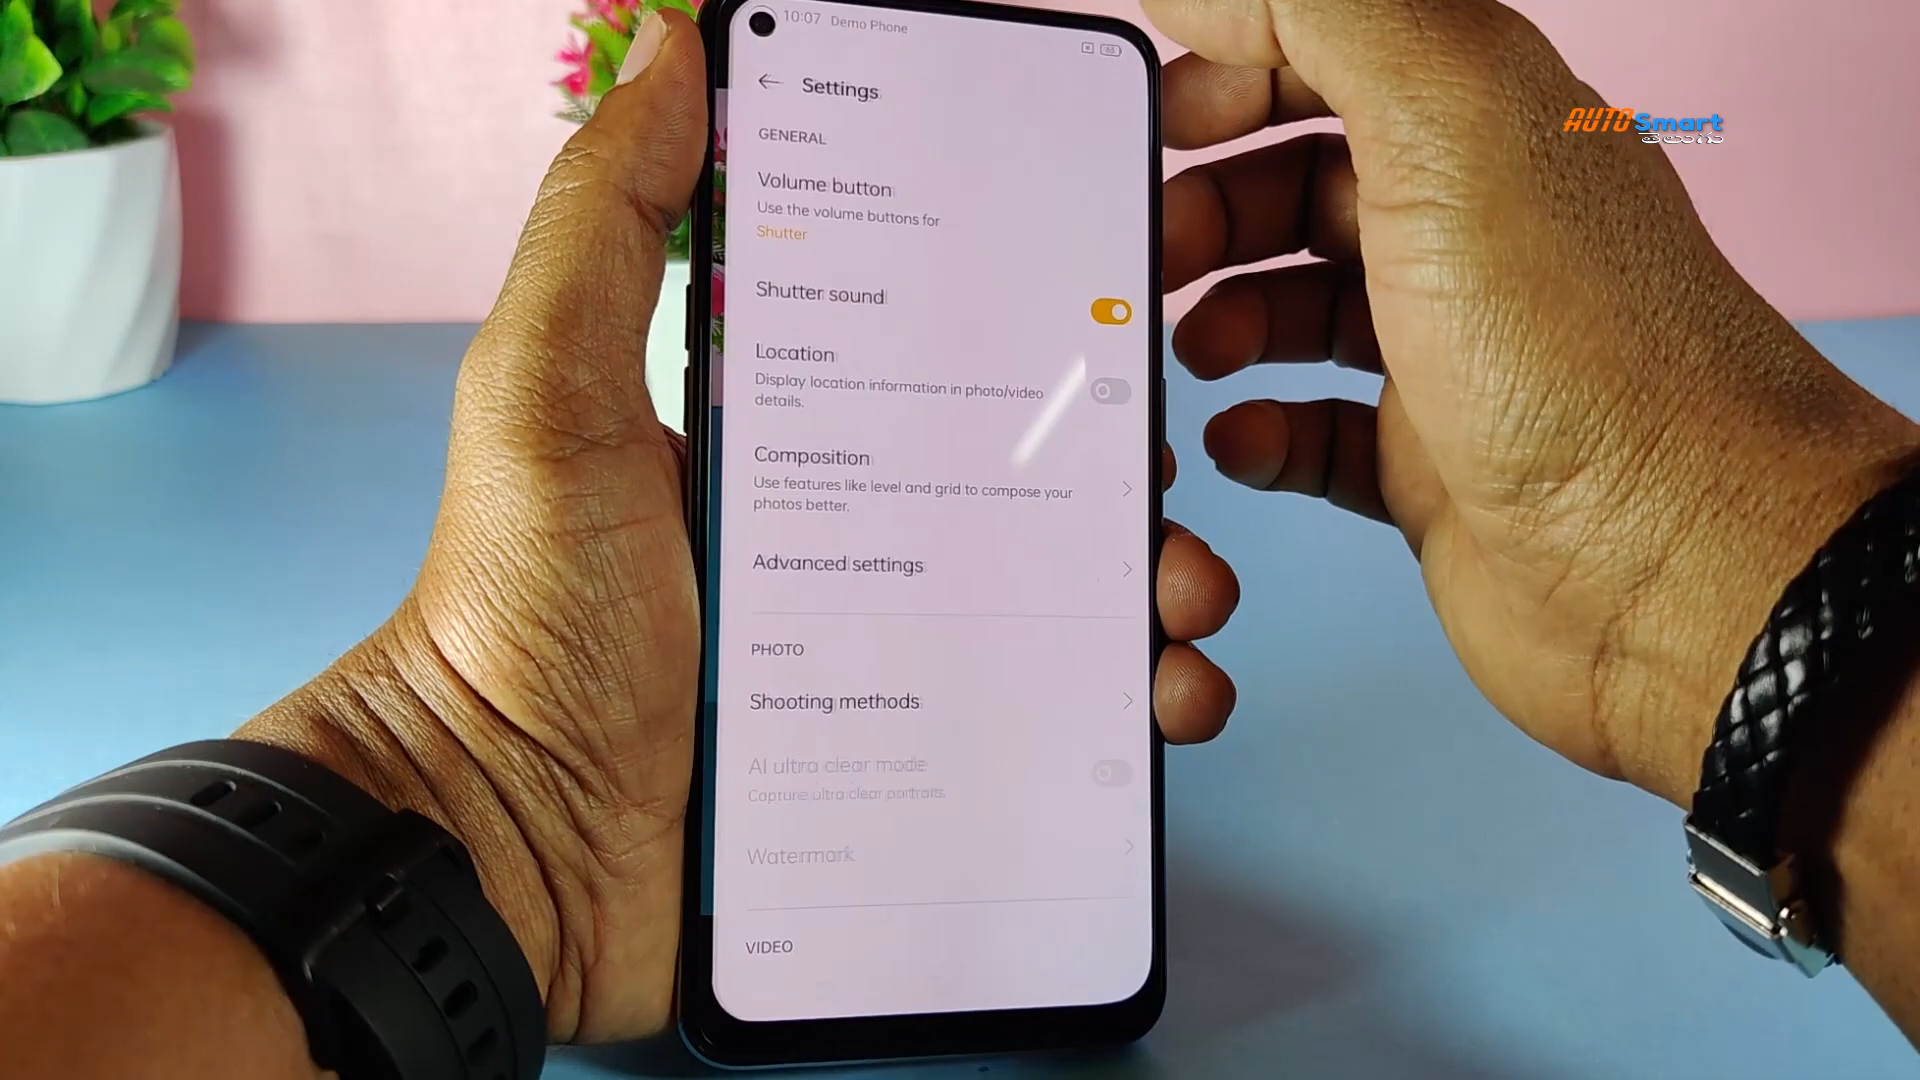 10:07 Demo Phone
65
Settings
GENERAL
Volume button
Use the volume buttons for
Shutter
Shutter sound
Location
Display location information in photo/video
details.
Composition
Use features like level and grid to compose your
photos better.
Advanced settings
PHOTO
Shooting methods
AI ultra clear mode
Capture ultra clear portraits.
Watermark
VIDEO
AUTO Smart
తెలుగు